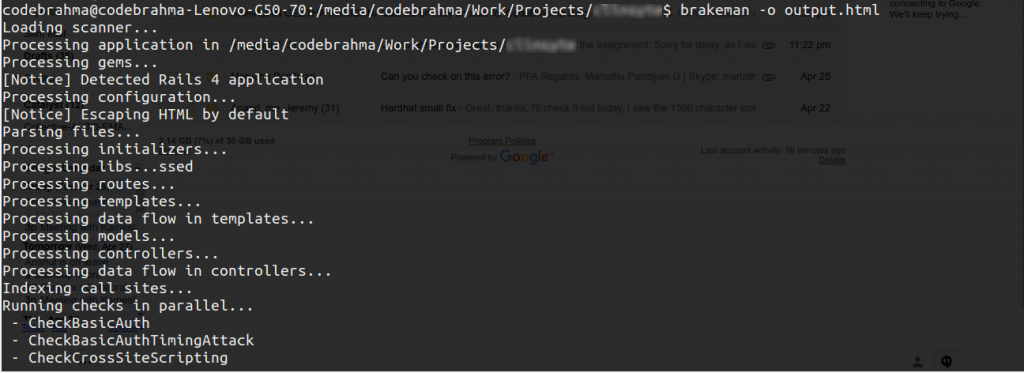 codebrahma@codebrahma-Lenovo-G50-70:/media/codebrahma/Work/Projects/ $ brakeman -o output.html
Loading scanner...
Processing application in /media/codebrahma/Work/Projects/
Processing gems...
[Notice] Detected Rails 4 application
Processing configuration...
[Notice] Escaping HTML by default
Parsing files...
Processing initializers...
Processing libs...ssed
Processing routes...
Processing templates...
Processing data flow in templates...
Processing models...
Processing controllers...
Processing data flow in controllers...
Indexing call sites...
Running checks in parallel...
- CheckBasicAuth
- CheckBasicAuthTimingAttack
- CheckCrossSiteScripting
connecting to Google.
We'll keep trying...
the assignment. Sorry for delay, as I we
11:22 pm
Can you check on this error? - PFA Regards, Marudhu Pandiyan G | Skype: marudh
Apr 25
Jeremy (31)
Hardhat small fix - Great, thanks, I'll check it out today. I saw the 1500 character inc
Apr 22
2.14 GB (7%) of 30 GB used
Program Policies
Powered by Google™
Last account activity: 16 minutes ago
Details